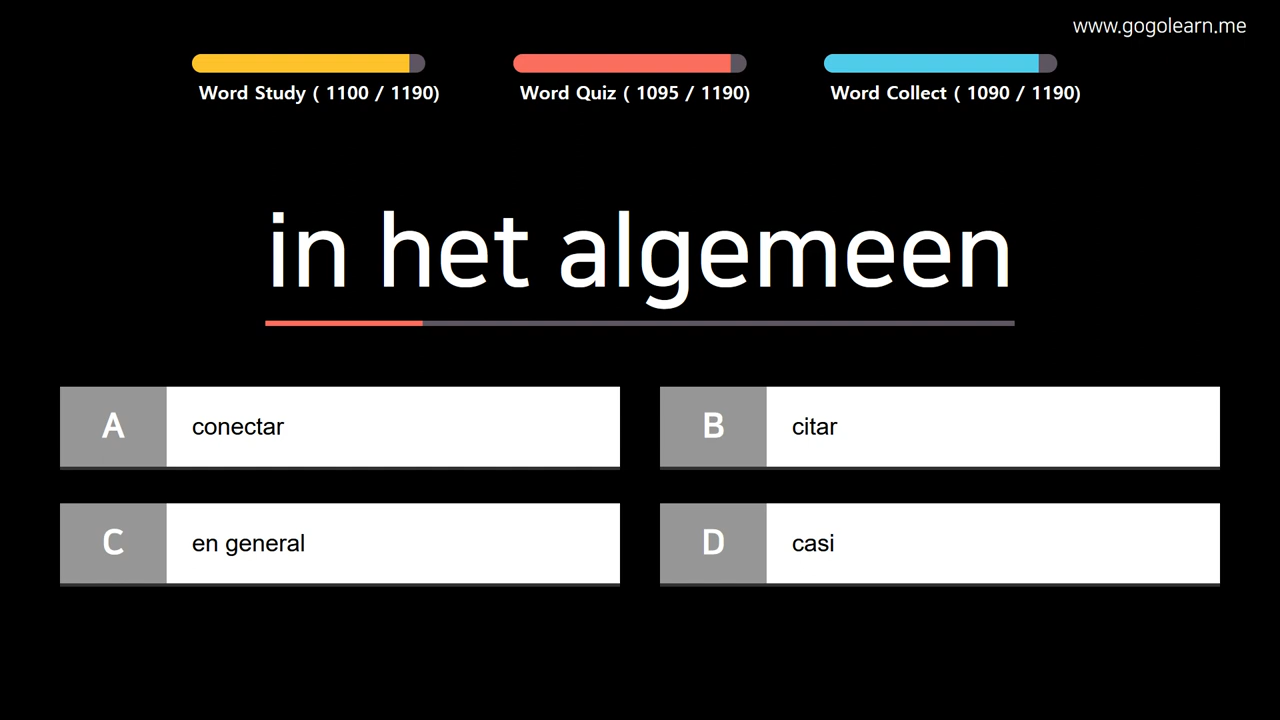 www.gogolearn.me
Word Study ( 1100 / 1190)
Word Quiz ( 1095 / 1190)
Word Collect ( 1090 / 1190)
in het algemeen
A conectar
B citar
C en general
D casi